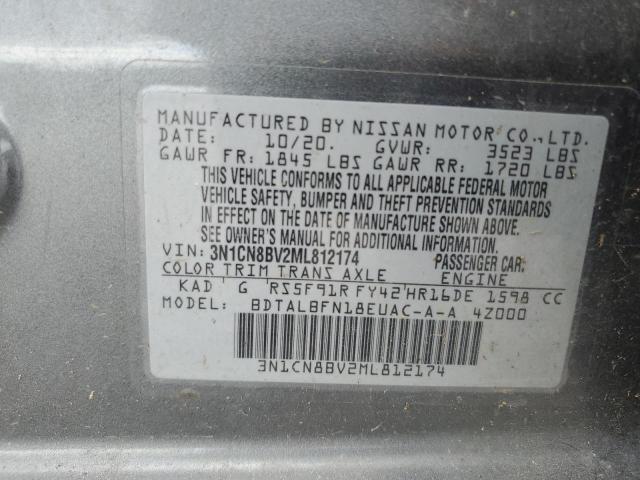 MANUFACTURED BY NISSAN MOTOR CO., LTD.
DATE: 10/20. GVWR: 3523 LBS
GAWR FR: 1845 LBS GAWR RR: 1720 LBS
THIS VEHICLE CONFORMS TO ALL APPLICABLE FEDERAL MOTOR
VEHICLE SAFETY, BUMPER AND THEFT PREVENTION STANDARDS
IN EFFECT ON THE DATE OF MANUFACTURE SHOWN ABOVE.
SEE OWNER'S MANUAL FOR ADDITIONAL INFORMATION.
VIN: 3N1CN8BV2ML812174 PASSENGER CAR.
COLOR TRIM TRANS AXLE ENGINE
KAD G RS5F91R FY42 HR16DE 1598 CC
MODEL: BDTALBFN18EUAC-A-A 4Z000
3N1CN8BV2ML812174